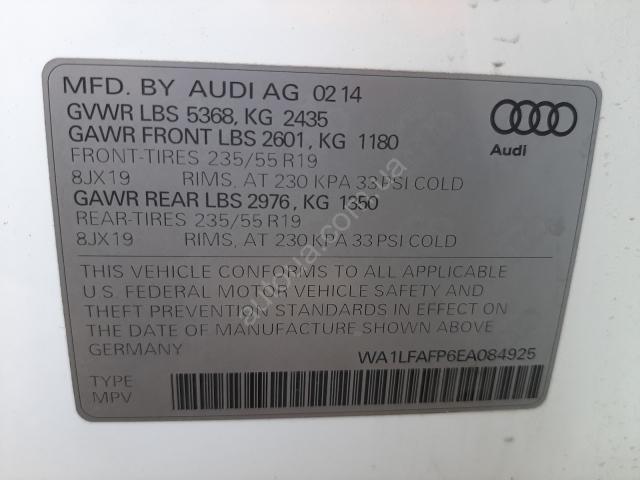 MFD. BY AUDI AG 02 14
GVWR LBS 5368, KG 2435
GAWR FRONT LBS 2601, KG 1180
FRONT-TIRES 235/55 R19
8JX19 RIMS, AT 230 KPA 33 PSI COLD
GAWR REAR LBS 2976, KG 1350
REAR-TIRES 235/55 R19
8JX19 RIMS, AT 230 KPA 33 PSI COLD
Audi
THIS VEHICLE CONFORMS TO ALL APPLICABLE
U.S. FEDERAL MOTOR VEHICLE SAFETY AND
THEFT PREVENTION STANDARDS IN EFFECT ON
THE DATE OF MANUFACTURE SHOWN ABOVE.
GERMANY
WA1LFAFP6EA084925
TYPE
MPV
autoua.com.ua